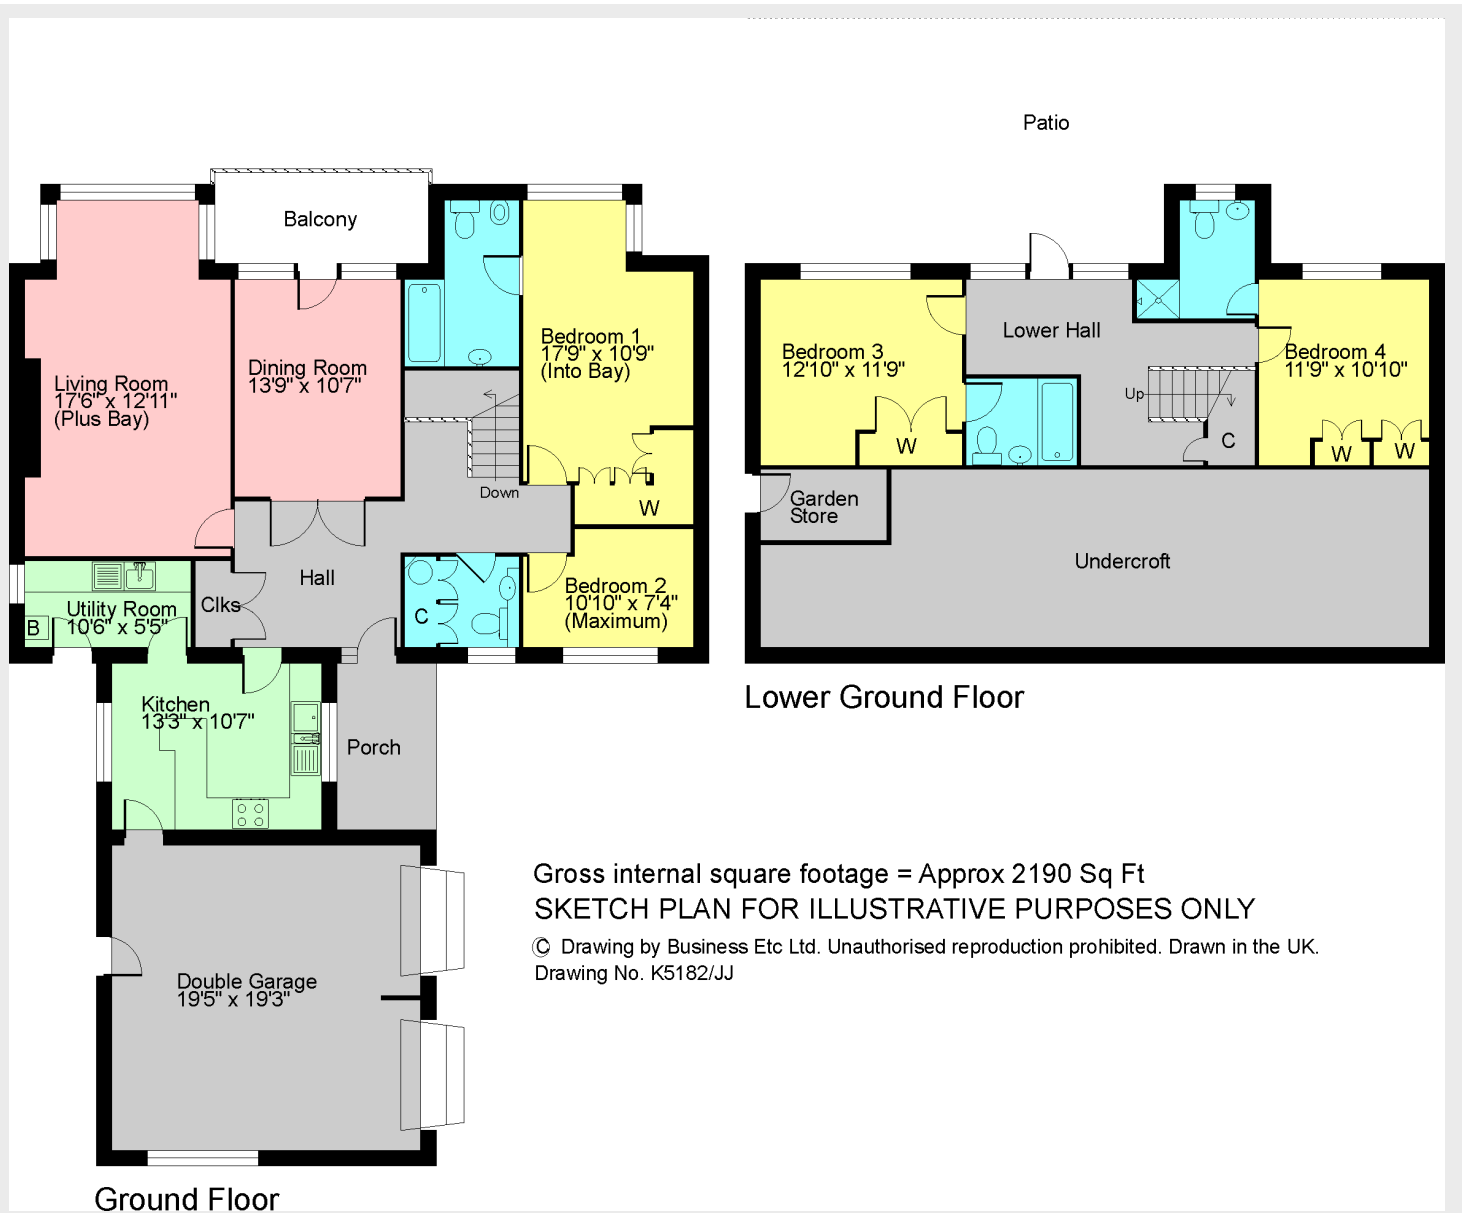 Patio
Balcony
Living Room
17'6" x 12'11"
(Plus Bay)
Dining Room
13'9" x 10'7"
Bedroom 1
17'9" x 10'9"
(Into Bay)
Down
W
Hall
Clks
C
Bedroom 2
10'10" x 7'4"
(Maximum)
Utility Room
10'6" x 5'5"
B
Kitchen
13'3" x 10'7"
Porch
Double Garage
19'5" x 19'3"
Ground Floor
Lower Hall
Bedroom 3
12'10" x 11'9"
W
Up
C
Bedroom 4
11'9" x 10'10"
W
W
Garden
Store
Undercroft
Lower Ground Floor
Gross internal square footage = Approx 2190 Sq Ft
SKETCH PLAN FOR ILLUSTRATIVE PURPOSES ONLY
© Drawing by Business Etc Ltd. Unauthorised reproduction prohibited. Drawn in the UK.
Drawing No. K5182/JJ